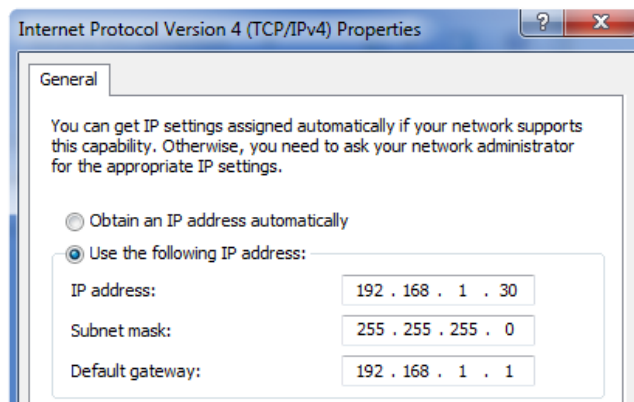 Internet Protocol Version 4 (TCP/IPv4) Properties
General
You can get IP settings assigned automatically if your network supports
this capability. Otherwise, you need to ask your network administrator
for the appropriate IP settings.
Obtain an IP address automatically
Use the following IP address:
IP address: 192 . 168 . 1 . 30
Subnet mask: 255 . 255 . 255 . 0
Default gateway: 192 . 168 . 1 . 1